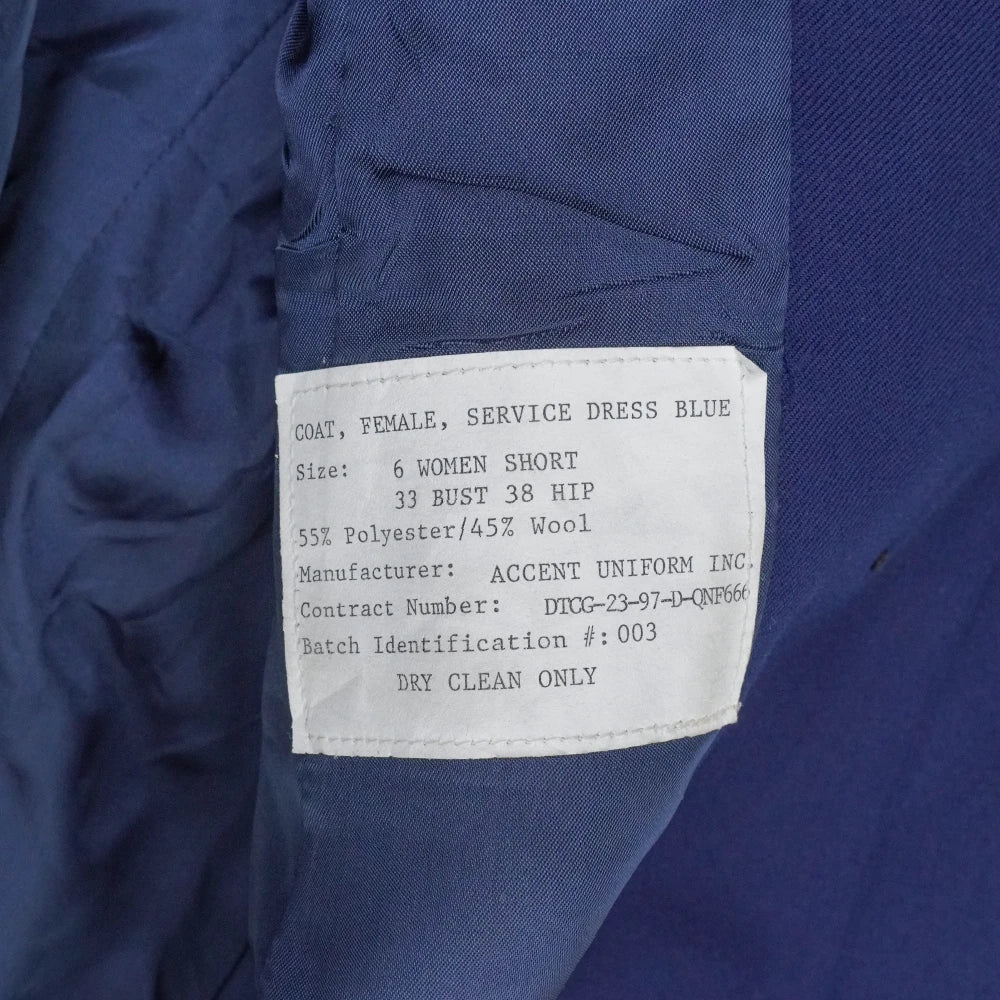 COAT, FEMALE, SERVICE DRESS BLUE
Size: 6 WOMEN SHORT
33 BUST 38 HIP
55% Polyester/45% Wool
Manufacturer: ACCENT UNIFORM INC.
Contract Number: DTCG-23-97-D-QNF666
Batch Identification #: 003
DRY CLEAN ONLY